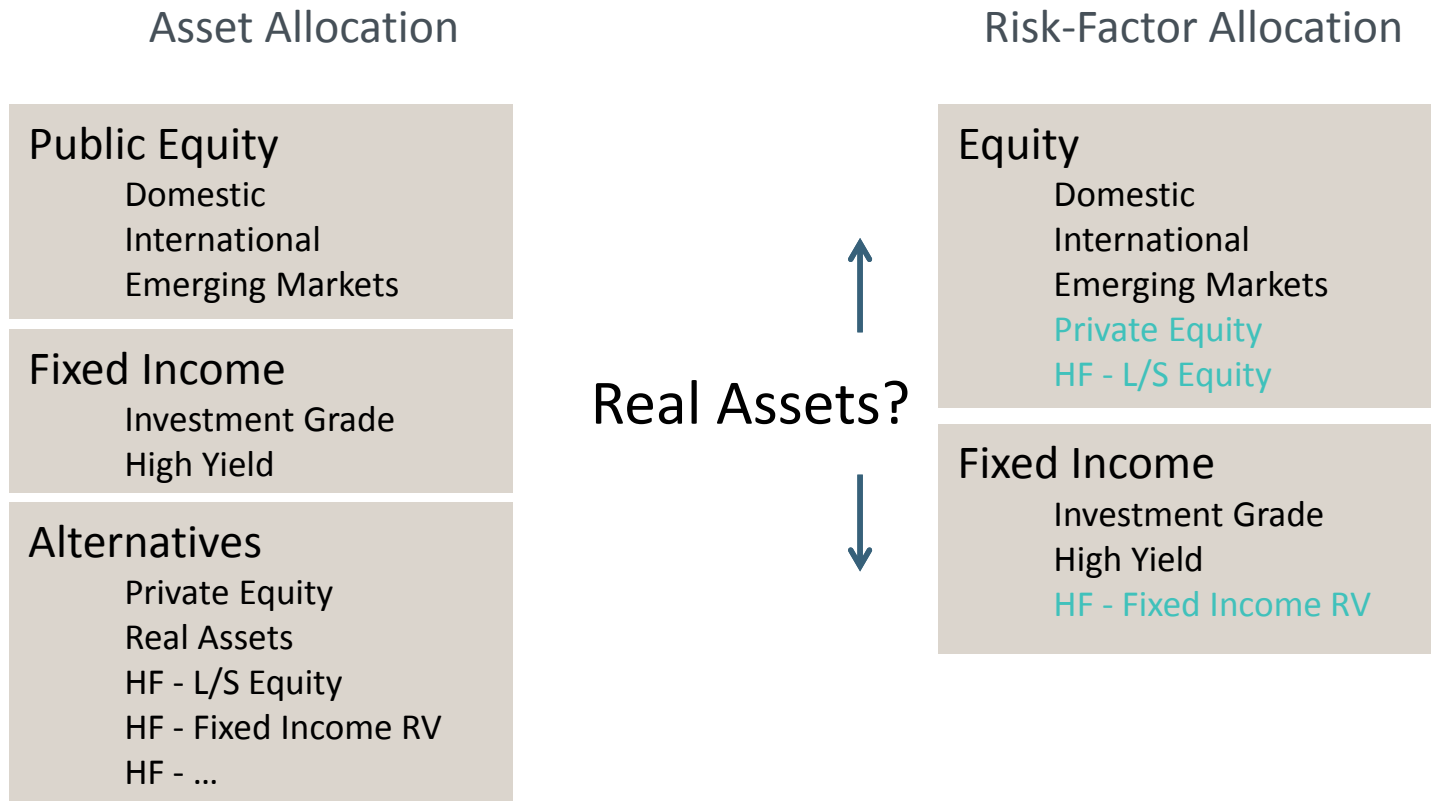 Asset Allocation
Public Equity
Domestic
International
Emerging Markets
Fixed Income
Investment Grade
High Yield
Alternatives
Private Equity
Real Assets
HF - L/S Equity
HF - Fixed Income RV
HF - …
Real Assets?
Risk-Factor Allocation
Equity
Domestic
International
Emerging Markets
Private Equity
HF - L/S Equity
Fixed Income
Investment Grade
High Yield
HF - Fixed Income RV